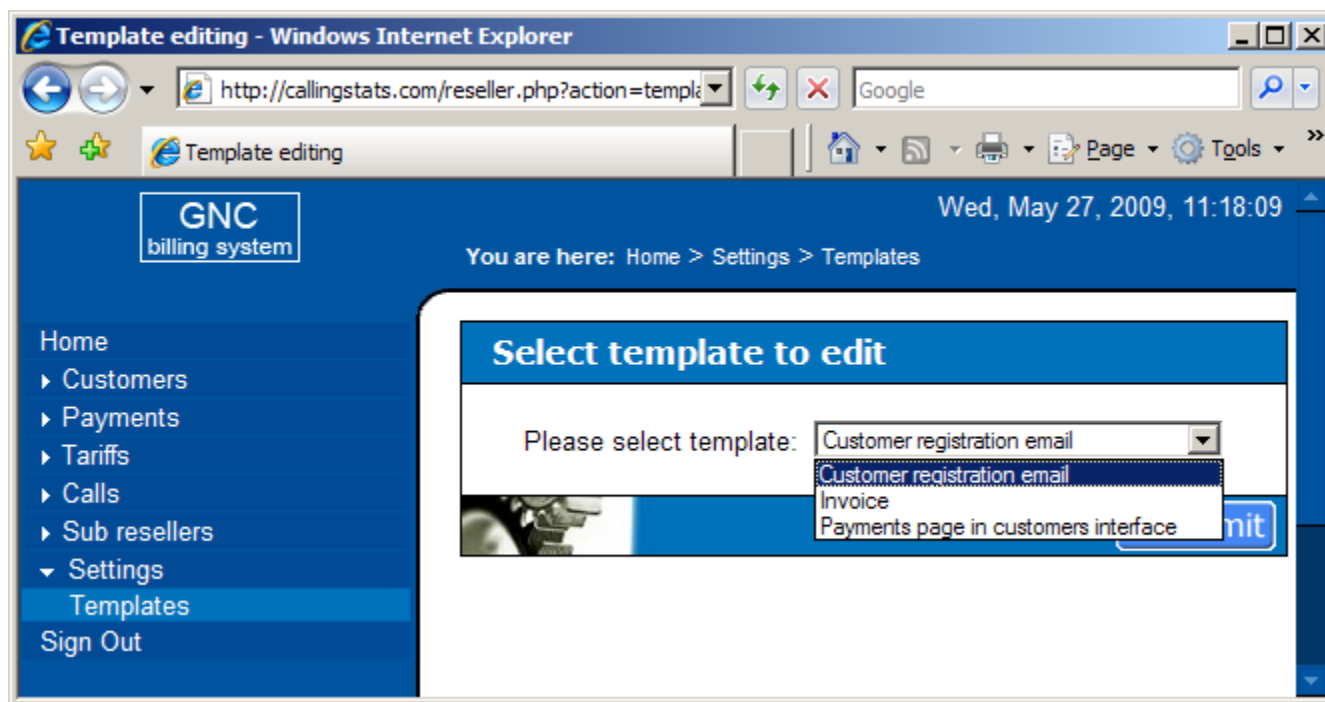 Template editing - Windows Internet Explorer
http://callingstats.com/reseller.php?action=templa
Google
Template editing
Page
Tools
»
GNC
billing system
Wed, May 27, 2009, 11:18:09
You are here: Home > Settings > Templates
Home
Customers
Payments
Tariffs
Calls
Sub resellers
Settings
Templates
Sign Out
Select template to edit
Please select template: Customer registration email
Customer registration email
Invoice
Payments page in customers interface
mit